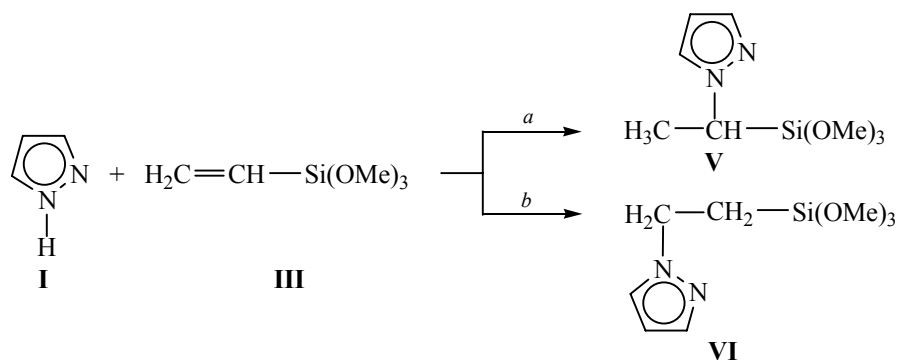 N
N
a
H₃C CH Si(OMe)₃
V
N
N
H
I
+
H₂C CH Si(OMe)₃
III
b
H₂C CH₂ Si(OMe)₃
N
N
VI